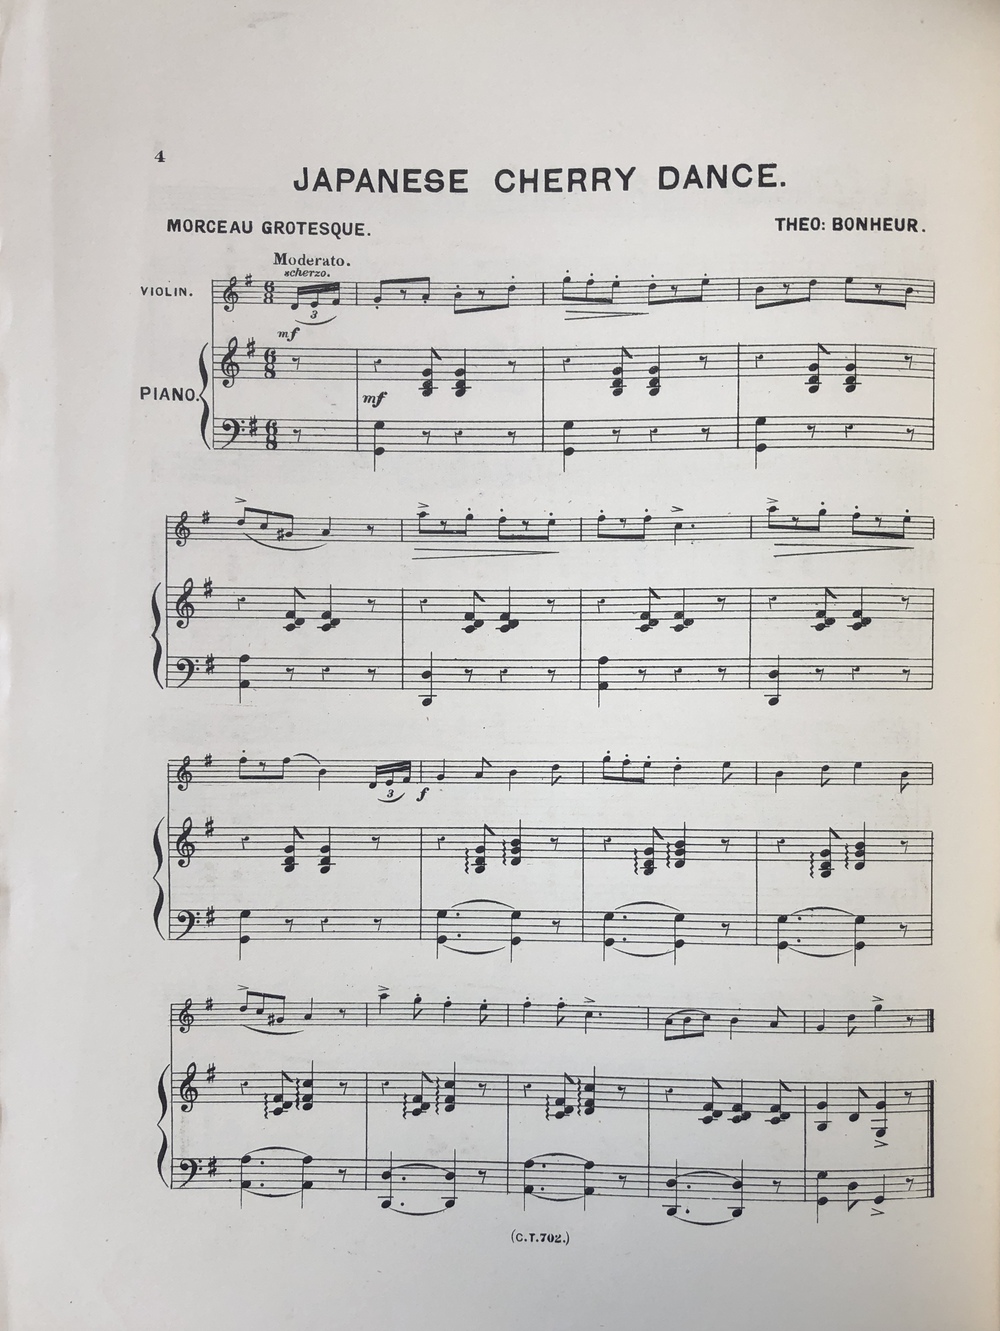 4
JAPANESE CHERRY DANCE.
MORCEAU GROTESQUE.
THEO: BONHEUR.
Moderato.
scherzo.
VIOLIN.
3
mf
PIANO.
mf
3
f
(C.T.702.)